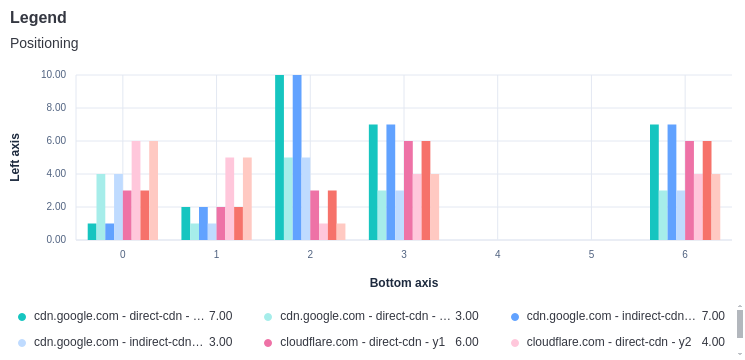 Legend
Positioning
10.00
8.00
6.00
4.00
2.00
0.00
Left axis
0 1 2 3 4 5 6
Bottom axis
cdn.google.com - direct-cdn - … 7.00 cdn.google.com - direct-cdn - … 3.00 cdn.google.com - indirect-cdn… 7.00
cdn.google.com - indirect-cdn… 3.00 cloudflare.com - direct-cdn - y1 6.00 cloudflare.com - direct-cdn - y2 4.00